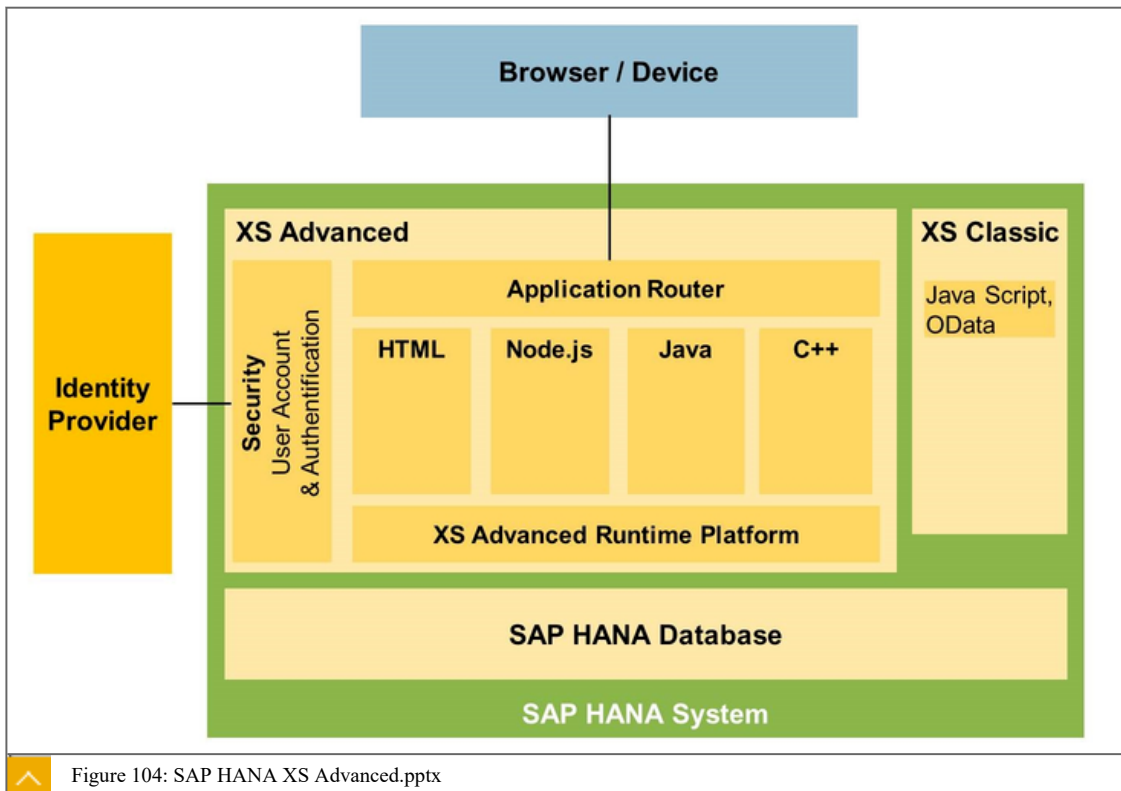 Browser / Device
XS Advanced
XS Classic
Application Router
Java Script,
OData
HTML
Node.js
Java
C++
Identity
Provider
Security
User Account
& Authentification
XS Advanced Runtime Platform
SAP HANA Database
SAP HANA System
Figure 104: SAP HANA XS Advanced.pptx